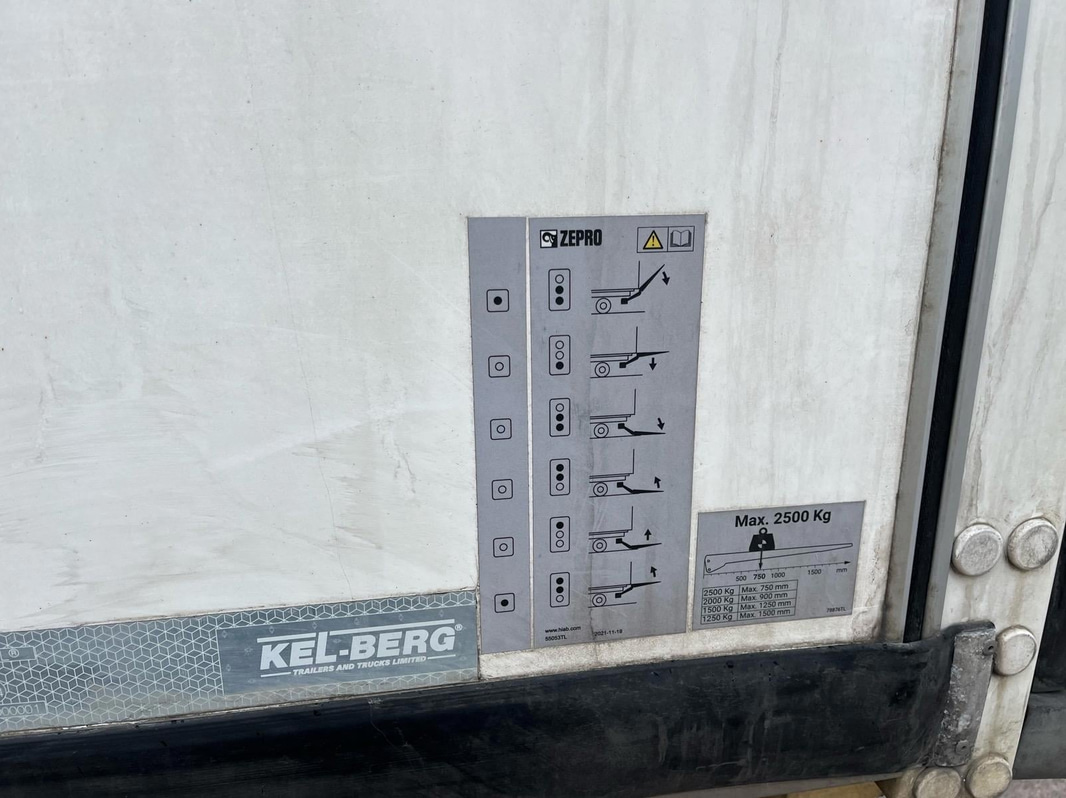 ZEPRO
www.hiab.com
55053TL 2021-11-18
Max. 2500 Kg
500 750 1000 1500 mm
2500 Kg Max. 750 mm
2000 Kg Max. 900 mm
1500 Kg Max. 1250 mm
1250 Kg Max. 1500 mm
78876TL
KEL-BERG®
TRAILERS AND TRUCKS LIMITED
®